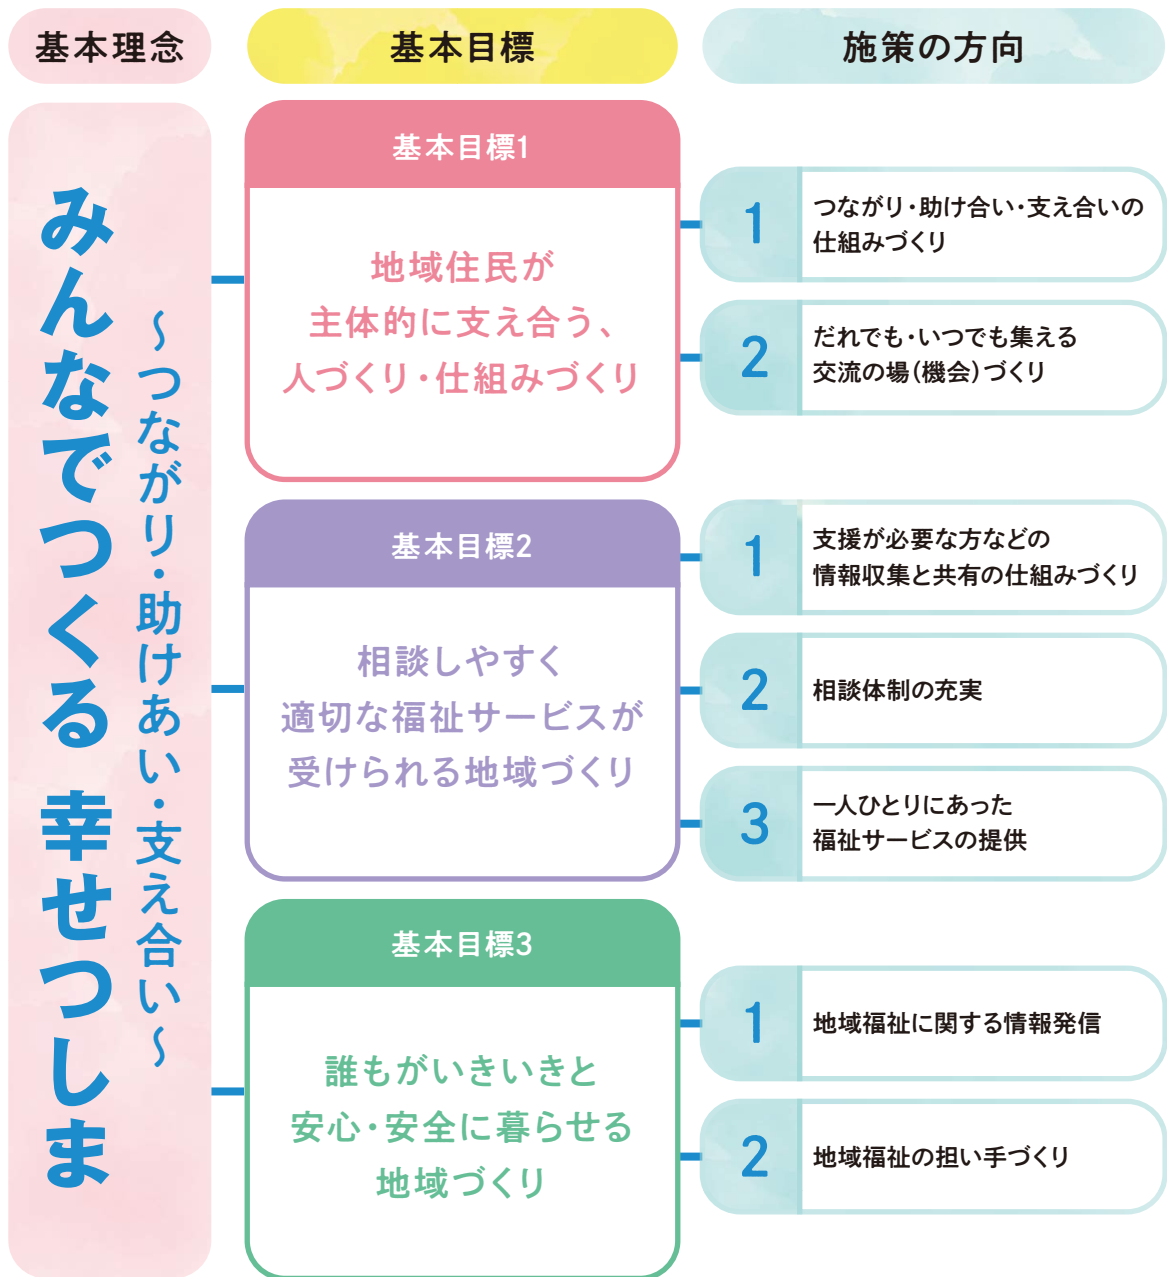 基本理念
基本目標
施策の方向
みんなでつくる 幸せつしま
～つながり・助けあい・支え合い～
基本目標1
地域住民が
主体的に支え合う、
人づくり・仕組みづくり
1
つながり・助け合い・支え合いの
仕組みづくり
2
だれでも・いつでも集える
交流の場(機会)づくり
基本目標2
相談しやすく
適切な福祉サービスが
受けられる地域づくり
1
支援が必要な方などの
情報収集と共有の仕組みづくり
2
相談体制の充実
3
一人ひとりにあった
福祉サービスの提供
基本目標3
誰もがいきいきと
安心・安全に暮らせる
地域づくり
1
地域福祉に関する情報発信
2
地域福祉の担い手づくり